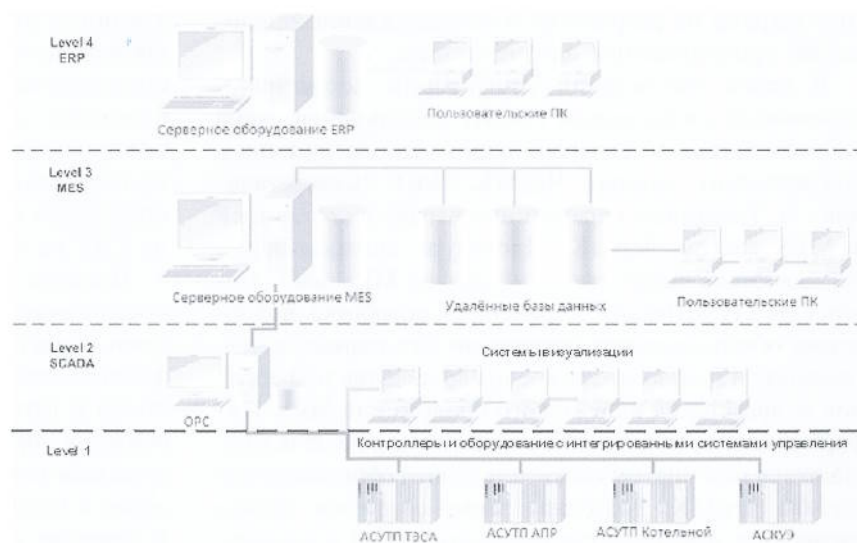 Level 4
ERP
Серверное оборудование ERP
Пользовательские ПК
Level 3
MES
Серверное оборудование MES
Удалённые базы данных
Пользовательские ПК
Level 2
SCADA
Системы визуализации
OPC
Level 1
Контроллеры и оборудование с интегрированными системами управления
АСУТП ТЭСА
АСУТП АПР
АСУТП Котельной
АСКУЭ